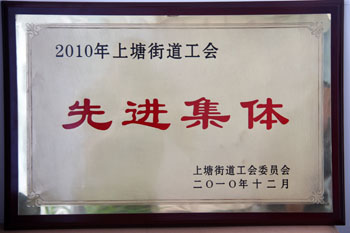 2010年上塘街道工会
先进集体
上塘街道工会委员会
二〇一〇年十二月